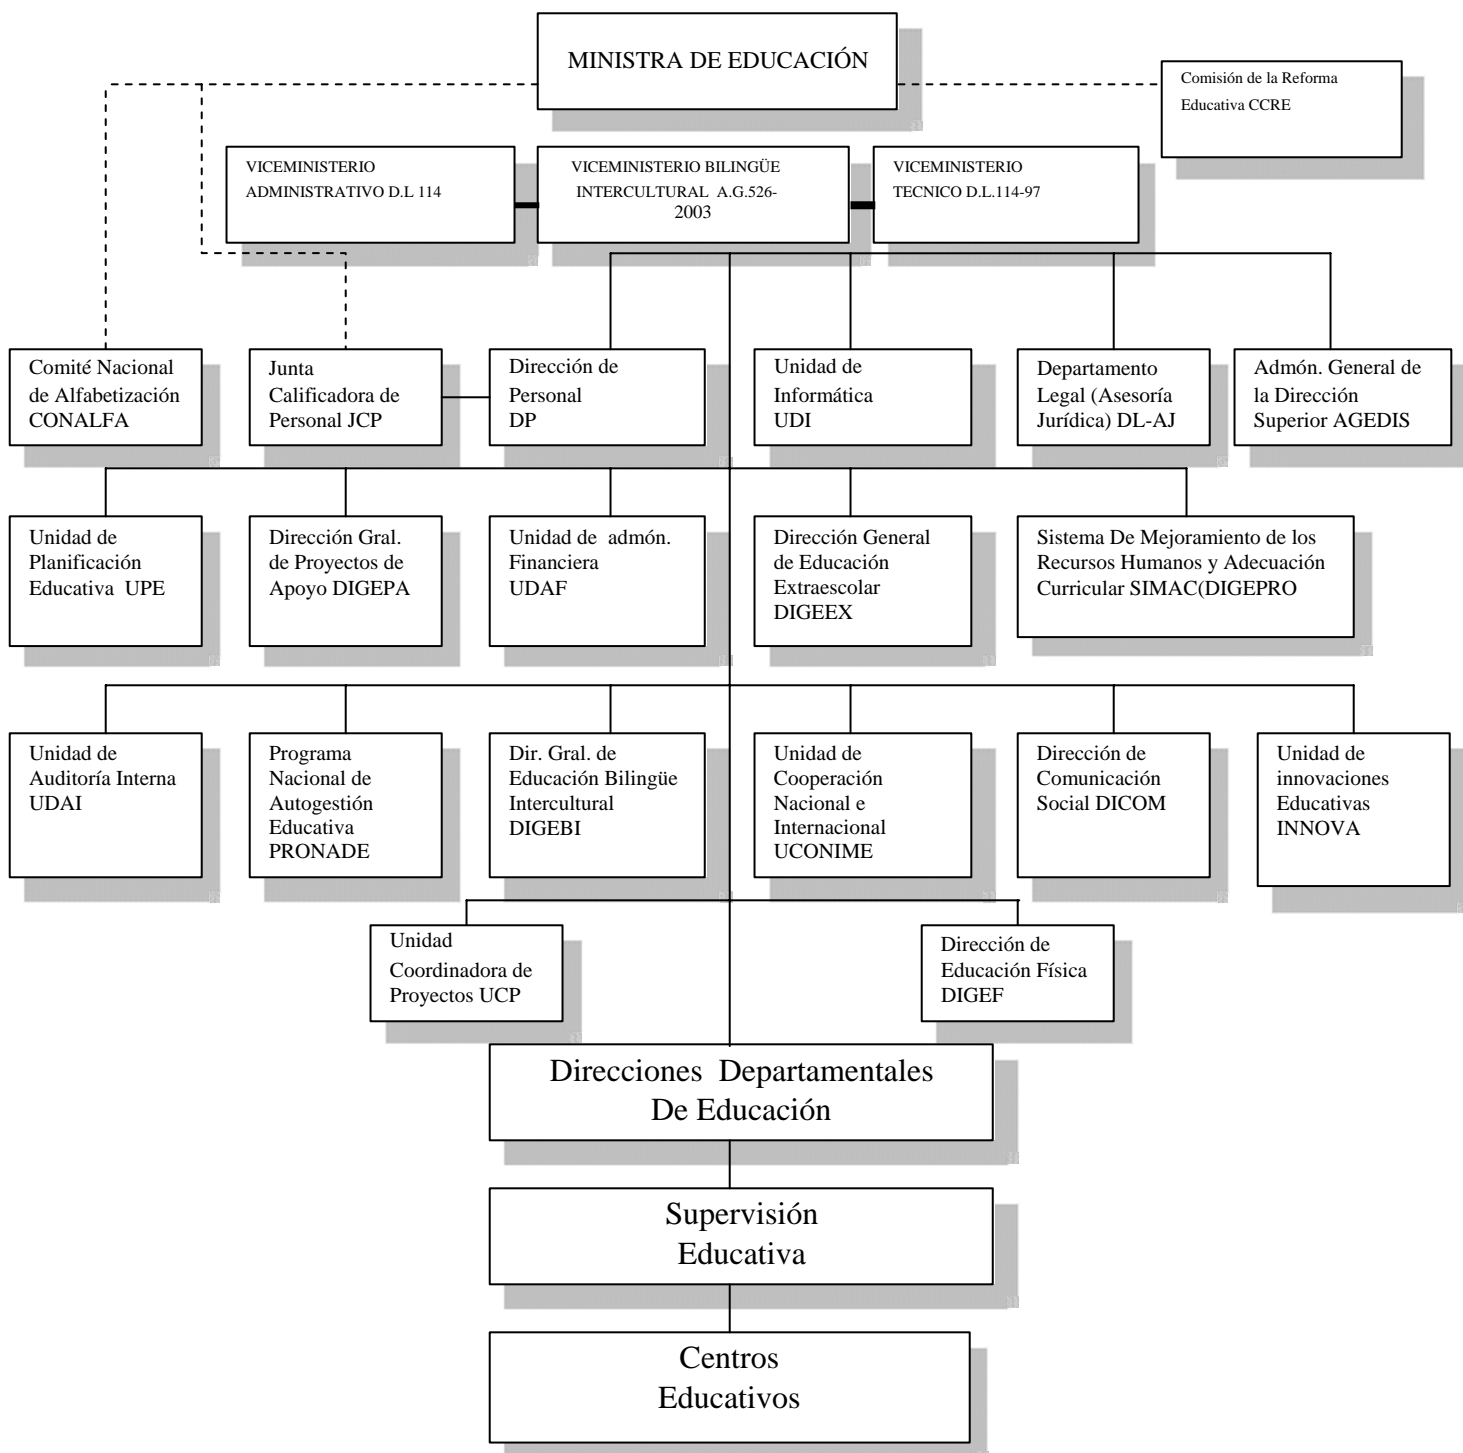 MINISTRA DE EDUCACIÓN
Comisión de la Reforma
Educativa CCRE
VICEMINISTERIO
ADMINISTRATIVO D.L 114
VICEMINISTERIO BILINGÜE
INTERCULTURAL A.G.526-
2003
VICEMINISTERIO
TECNICO D.L.114-97
Comité Nacional
de Alfabetización
CONALFA
Junta
Calificadora de
Personal JCP
Dirección de
Personal
DP
Unidad de
Informática
UDI
Departamento
Legal (Asesoría
Jurídica) DL-AJ
Admón. General de
la Dirección
Superior AGEDIS
Unidad de
Planificación
Educativa UPE
Dirección Gral.
de Proyectos de
Apoyo DIGEPA
Unidad de admón.
Financiera
UDAF
Dirección General
de Educación
Extraescolar
DIGEEX
Sistema De Mejoramiento de los
Recursos Humanos y Adecuación
Curricular SIMAC(DIGEPRO
Unidad de
Auditoría Interna
UDAI
Programa
Nacional de
Autogestión
Educativa
PRONADE
Dir. Gral. de
Educación Bilingüe
Intercultural
DIGEBI
Unidad de
Cooperación
Nacional e
Internacional
UCONIME
Dirección de
Comunicación
Social DICOM
Unidad de
innovaciones
Educativas
INNOVA
Unidad
Coordinadora de
Proyectos UCP
Dirección de
Educación Física
DIGEF
Direcciones Departamentales
De Educación
Supervisión
Educativa
Centros
Educativos